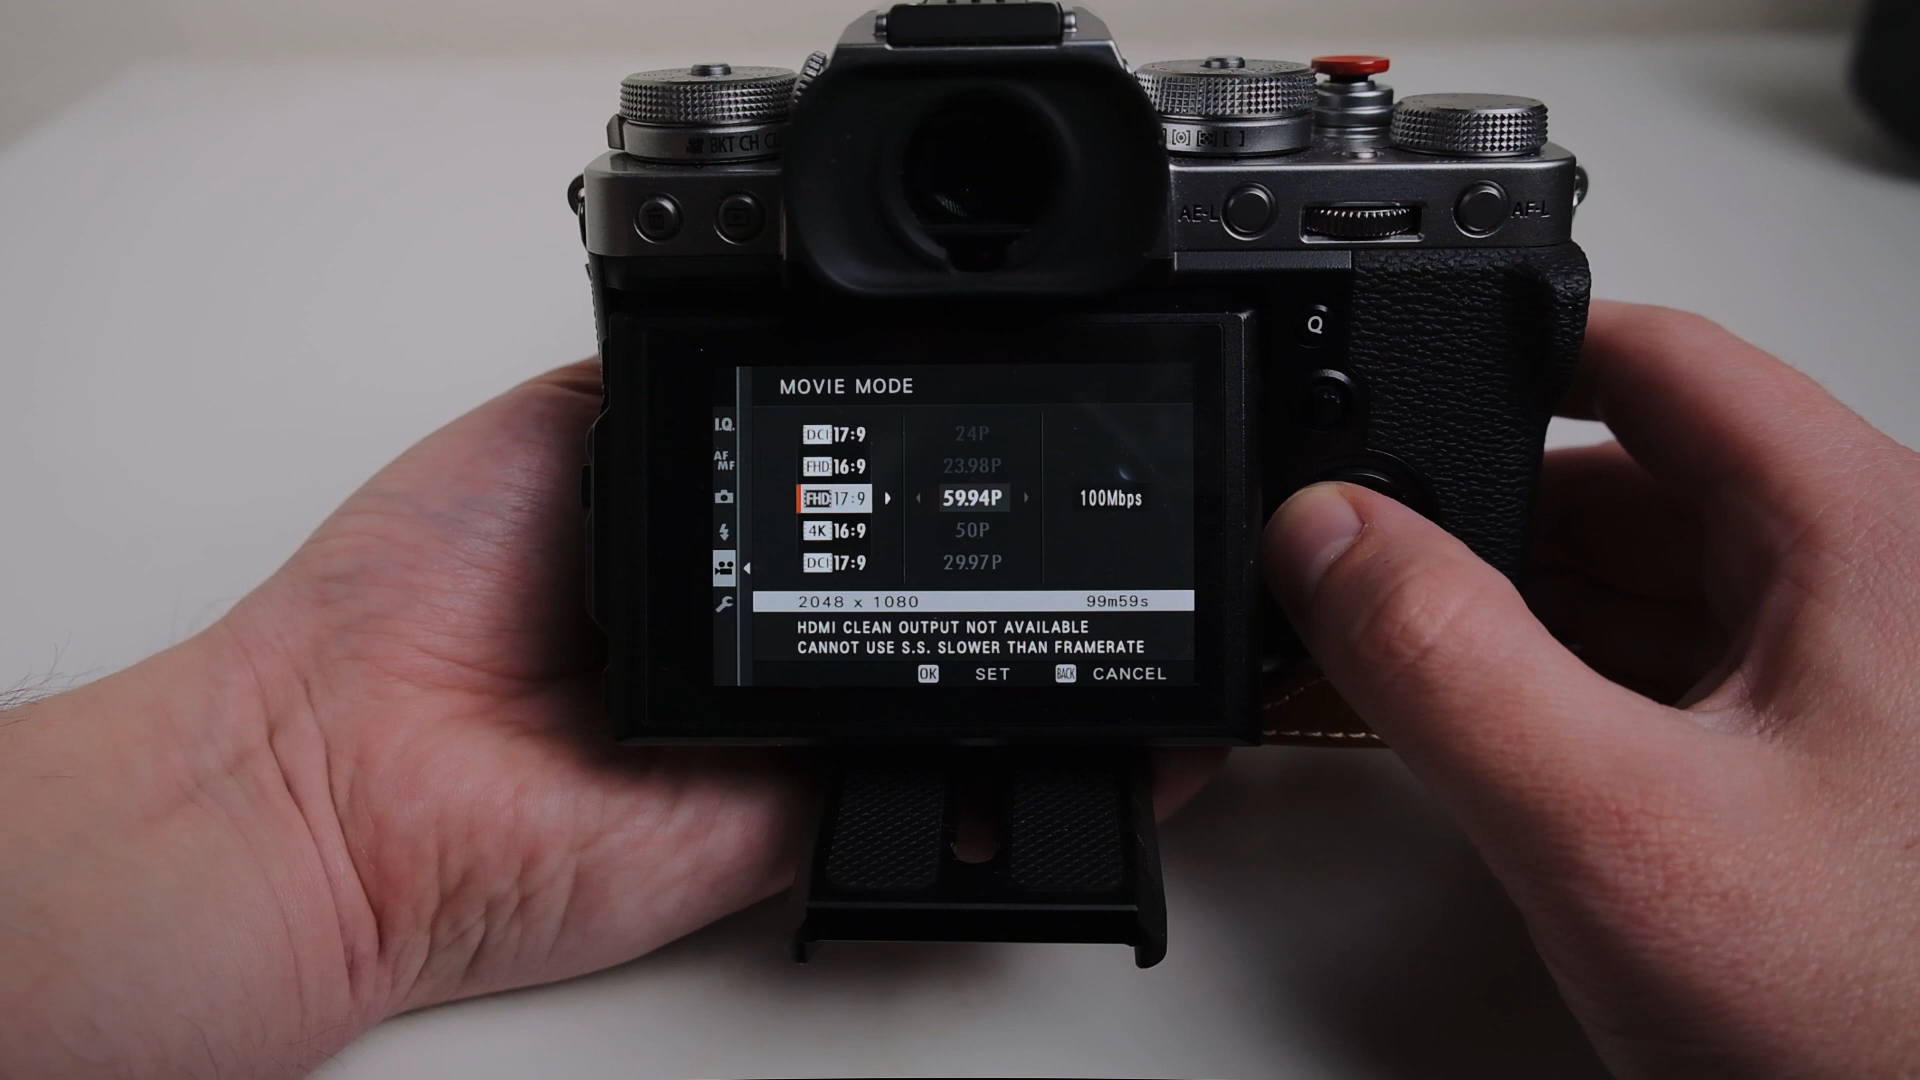 BKT CH CL
AE-L
AF-L
Q
MOVIE MODE
I.Q.
AF
MF
DCI 17:9
24P
FHD 16:9
23.98P
FHD 17:9
59.94P
100Mbps
4K 16:9
50P
DCI 17:9
29.97P
2048 x 1080
99m59s
HDMI CLEAN OUTPUT NOT AVAILABLE
CANNOT USE S.S. SLOWER THAN FRAMERATE
OK SET
BACK CANCEL